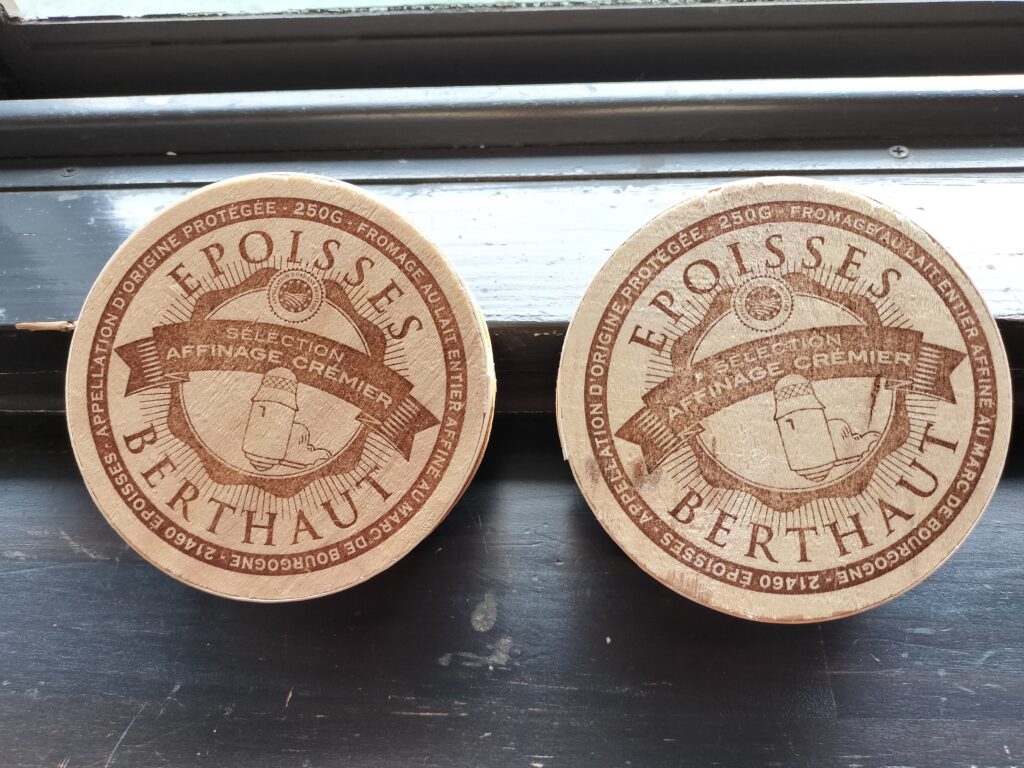 EPOISSES
SÉLECTION
AFFINAGE CRÉMIER
BERTHAUT
APPELLATION D'ORIGINE PROTÉGÉE - 250G - FROMAGE AU LAIT ENTIER AFFINÉ AU MARC DE BOURGOGNE - 21460 ÉPOISSES
EPOISSES
SÉLECTION
AFFINAGE CRÉMIER
BERTHAUT
APPELLATION D'ORIGINE PROTÉGÉE - 250G - FROMAGE AU LAIT ENTIER AFFINÉ AU MARC DE BOURGOGNE - 21460 ÉPOISSES